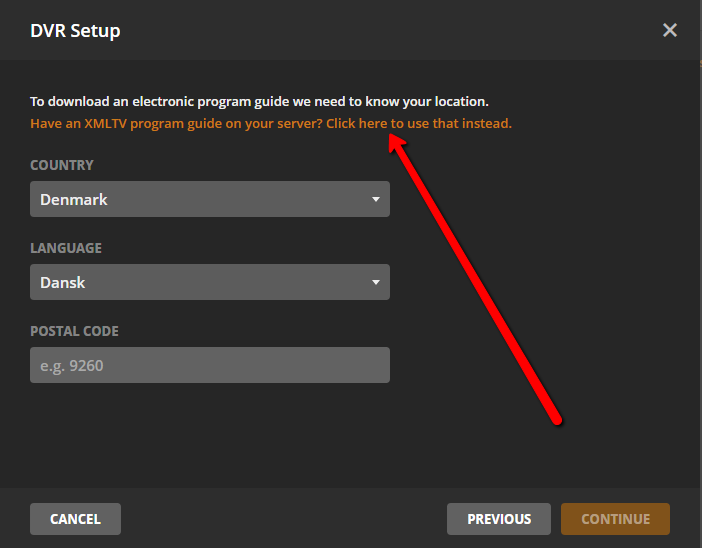 DVR Setup
To download an electronic program guide we need to know your location.
Have an XMLTV program guide on your server? Click here to use that instead.
COUNTRY
Denmark
LANGUAGE
Dansk
POSTAL CODE
e.g. 9260
CANCEL
PREVIOUS
CONTINUE